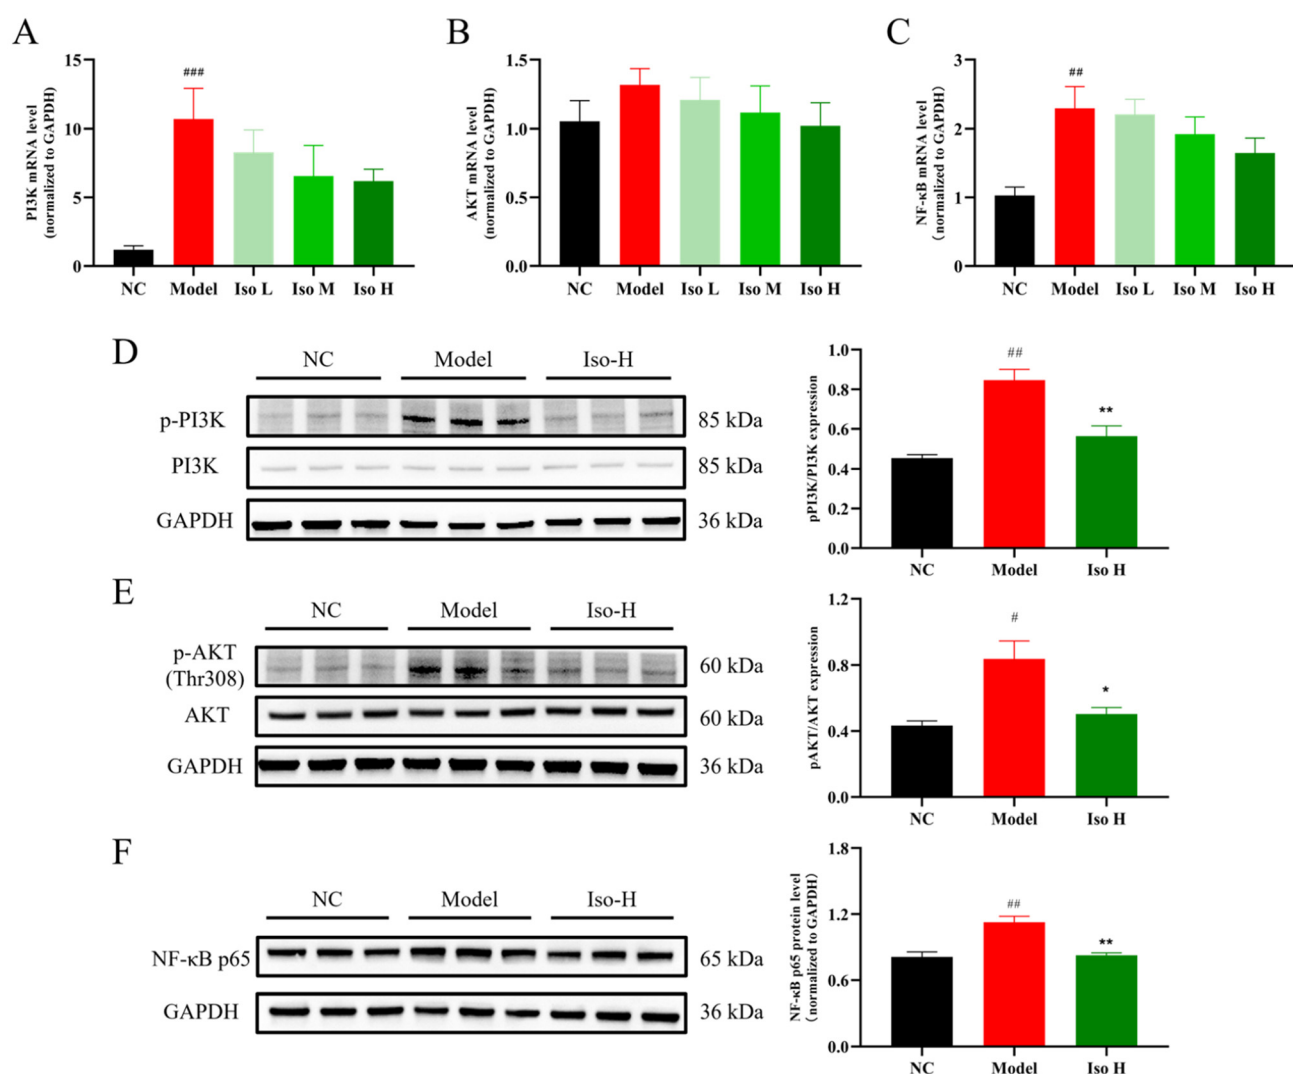 A
PI3K mRNA level
(normalized to GAPDH)
15
10
5
0
###
NC Model Iso L Iso M Iso H
B
AKT mRNA level
(normalized to GAPDH)
1.5
1.0
0.5
0.0
NC Model Iso L Iso M Iso H
C
NF-κB mRNA level
(normalized to GAPDH)
3
2
1
0
##
NC Model Iso L Iso M Iso H
D
NC Model Iso-H
p-PI3K 85 kDa
PI3K 85 kDa
GAPDH 36 kDa
pPI3K/PI3K expression
1.0
0.8
0.6
0.4
0.2
0.0
##
**
NC Model Iso H
E
NC Model Iso-H
p-AKT
(Thr308)
60 kDa
AKT 60 kDa
GAPDH 36 kDa
pAKT/AKT expression
1.2
0.8
0.4
0.0
#
*
NC Model Iso H
F
NC Model Iso-H
NF-κB p65 65 kDa
GAPDH 36 kDa
NF-κB p65 protein level
(normalized to GAPDH)
1.8
1.2
0.6
0.0
##
**
NC Model Iso H